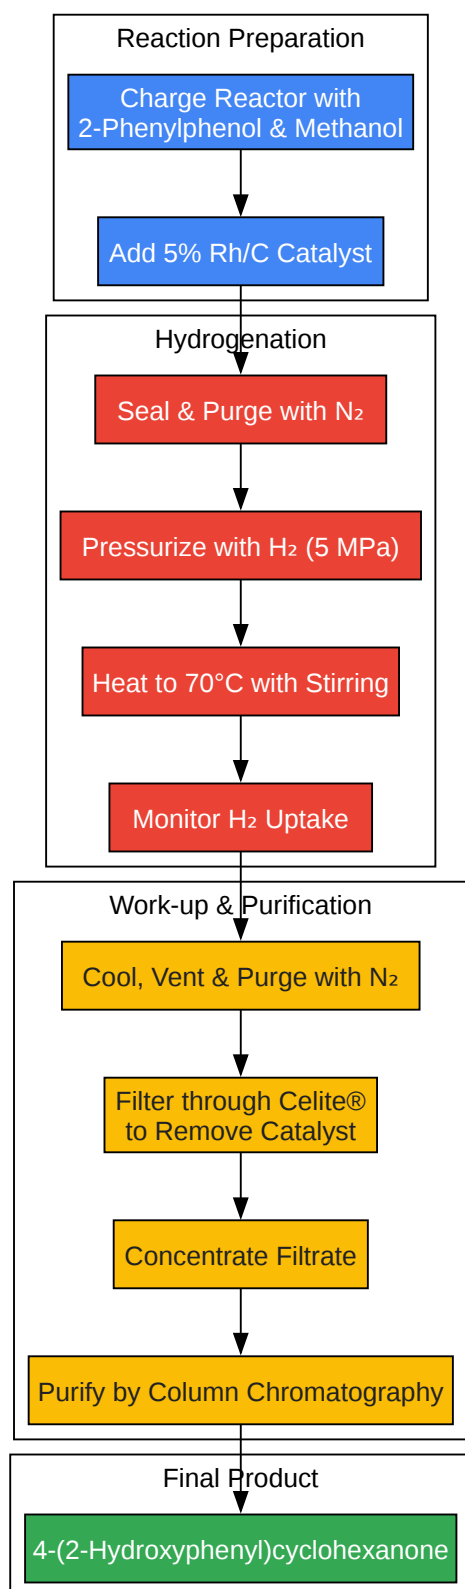 Reaction Preparation
Charge Reactor with
2-Phenylphenol & Methanol
Add 5% Rh/C Catalyst
Hydrogenation
Seal & Purge with N₂
Pressurize with H₂ (5 MPa)
Heat to 70°C with Stirring
Monitor H₂ Uptake
Work-up & Purification
Cool, Vent & Purge with N₂
Filter through Celite®
to Remove Catalyst
Concentrate Filtrate
Purify by Column Chromatography
Final Product
4-(2-Hydroxyphenyl)cyclohexanone